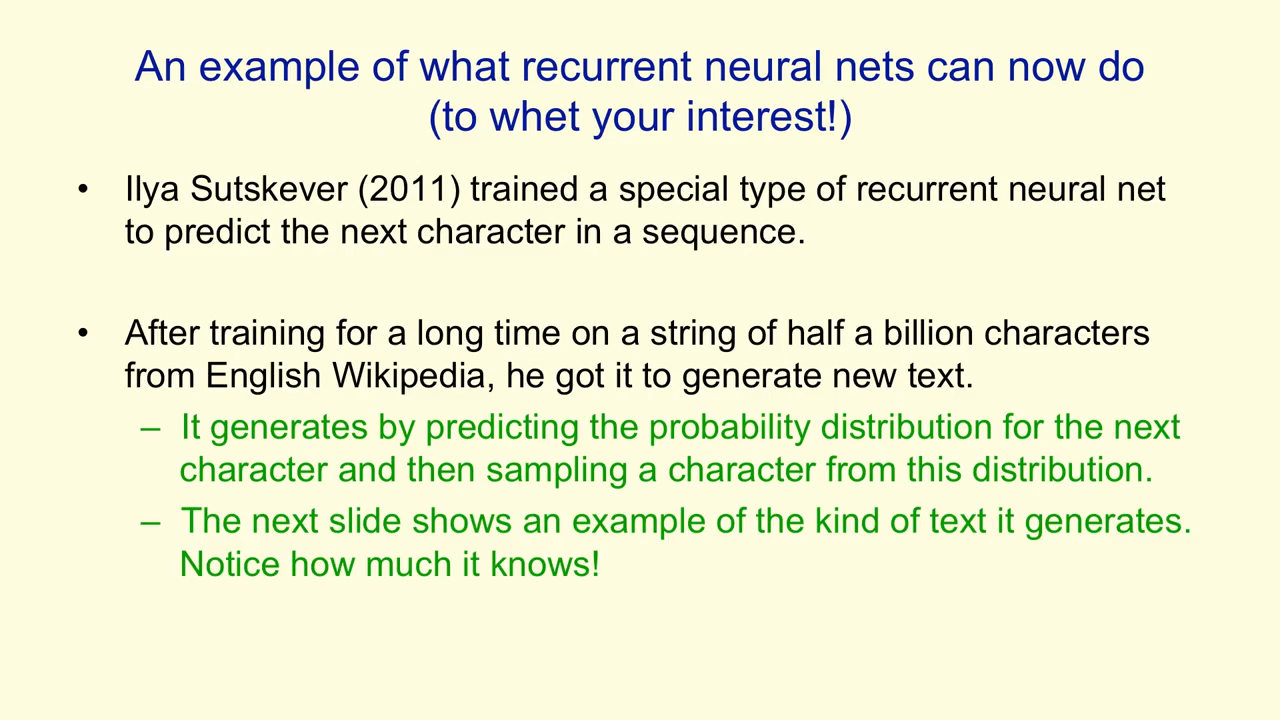 An example of what recurrent neural nets can now do
(to whet your interest!)
• Ilya Sutskever (2011) trained a special type of recurrent neural net
to predict the next character in a sequence.
• After training for a long time on a string of half a billion characters
from English Wikipedia, he got it to generate new text.
– It generates by predicting the probability distribution for the next
character and then sampling a character from this distribution.
– The next slide shows an example of the kind of text it generates.
Notice how much it knows!